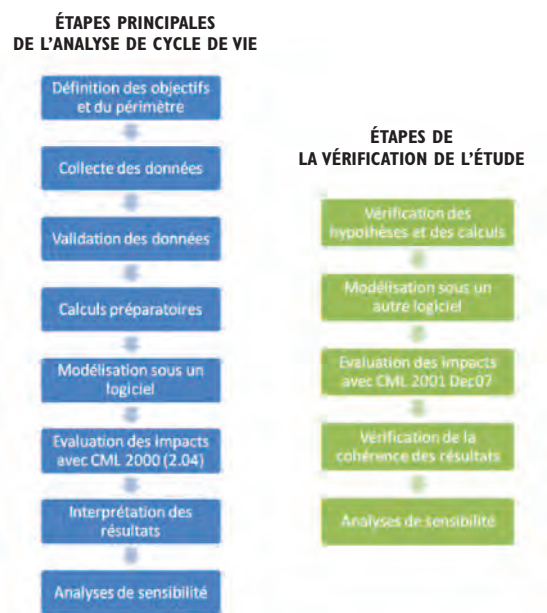 ÉTAPES PRINCIPALES
DE L'ANALYSE DE CYCLE DE VIE
Définition des objectifs
et du périmètre
Collecte des données
Validation des données
Calculs préparatoires
Modélisation sous un
logiciel
Evaluation des impacts
avec CML 2000 (2.04)
Interprétation des
résultats
Analyses de sensibilité
ÉTAPES DE
LA VÉRIFICATION DE L'ÉTUDE
Vérification des
hypothèses et des calculs
Modélisation sous un
autre logiciel
Evaluation des impacts
avec CML 2001 Dec07
Vérification de la
cohérence des résultats
Analyses de sensibilité